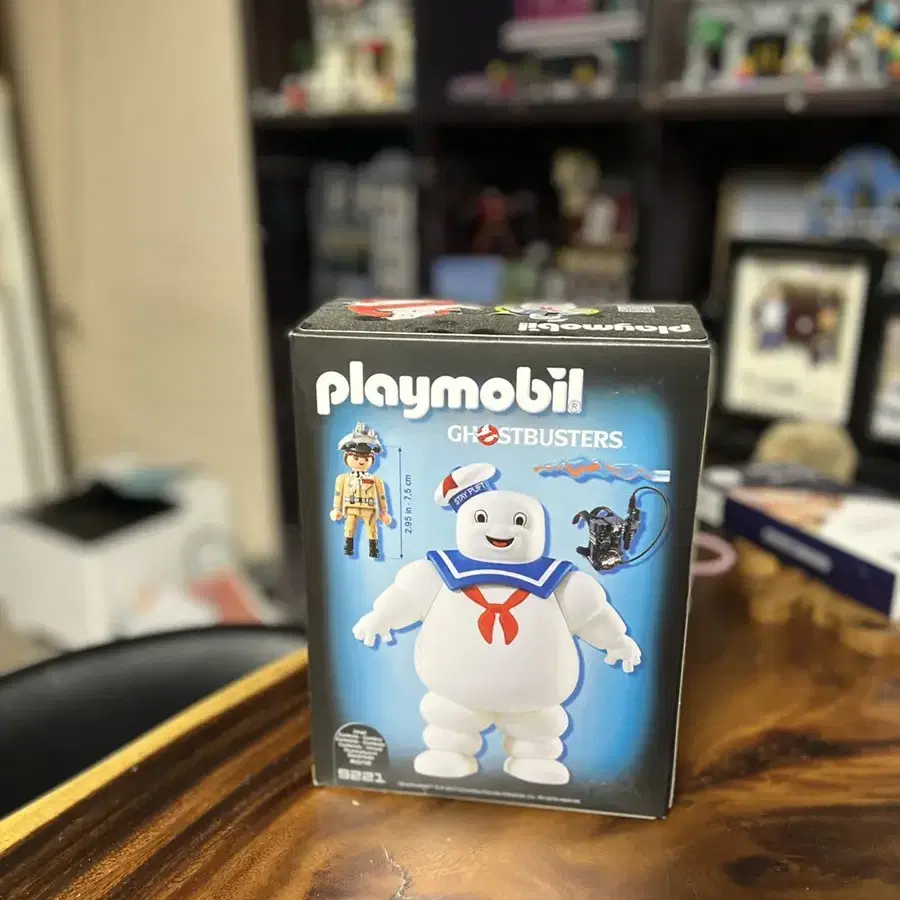 playmobil
playmobil®
GHOSTBUSTERS
2.95 in - 7,5 cm
STAY PUFT
9221